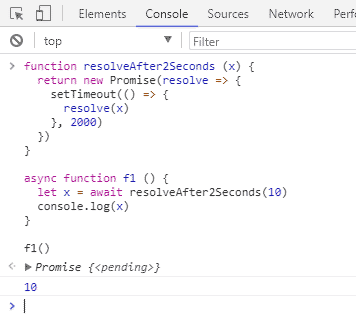 Elements Console Sources Network Perfo
top Filter
> function resolveAfter2Seconds (x) {
return new Promise(resolve => {
setTimeout(() => {
resolve(x)
}, 2000)
})
}
async function f1 () {
let x = await resolveAfter2Seconds(10)
console.log(x)
}
f1()
Promise {<pending>}
10
>